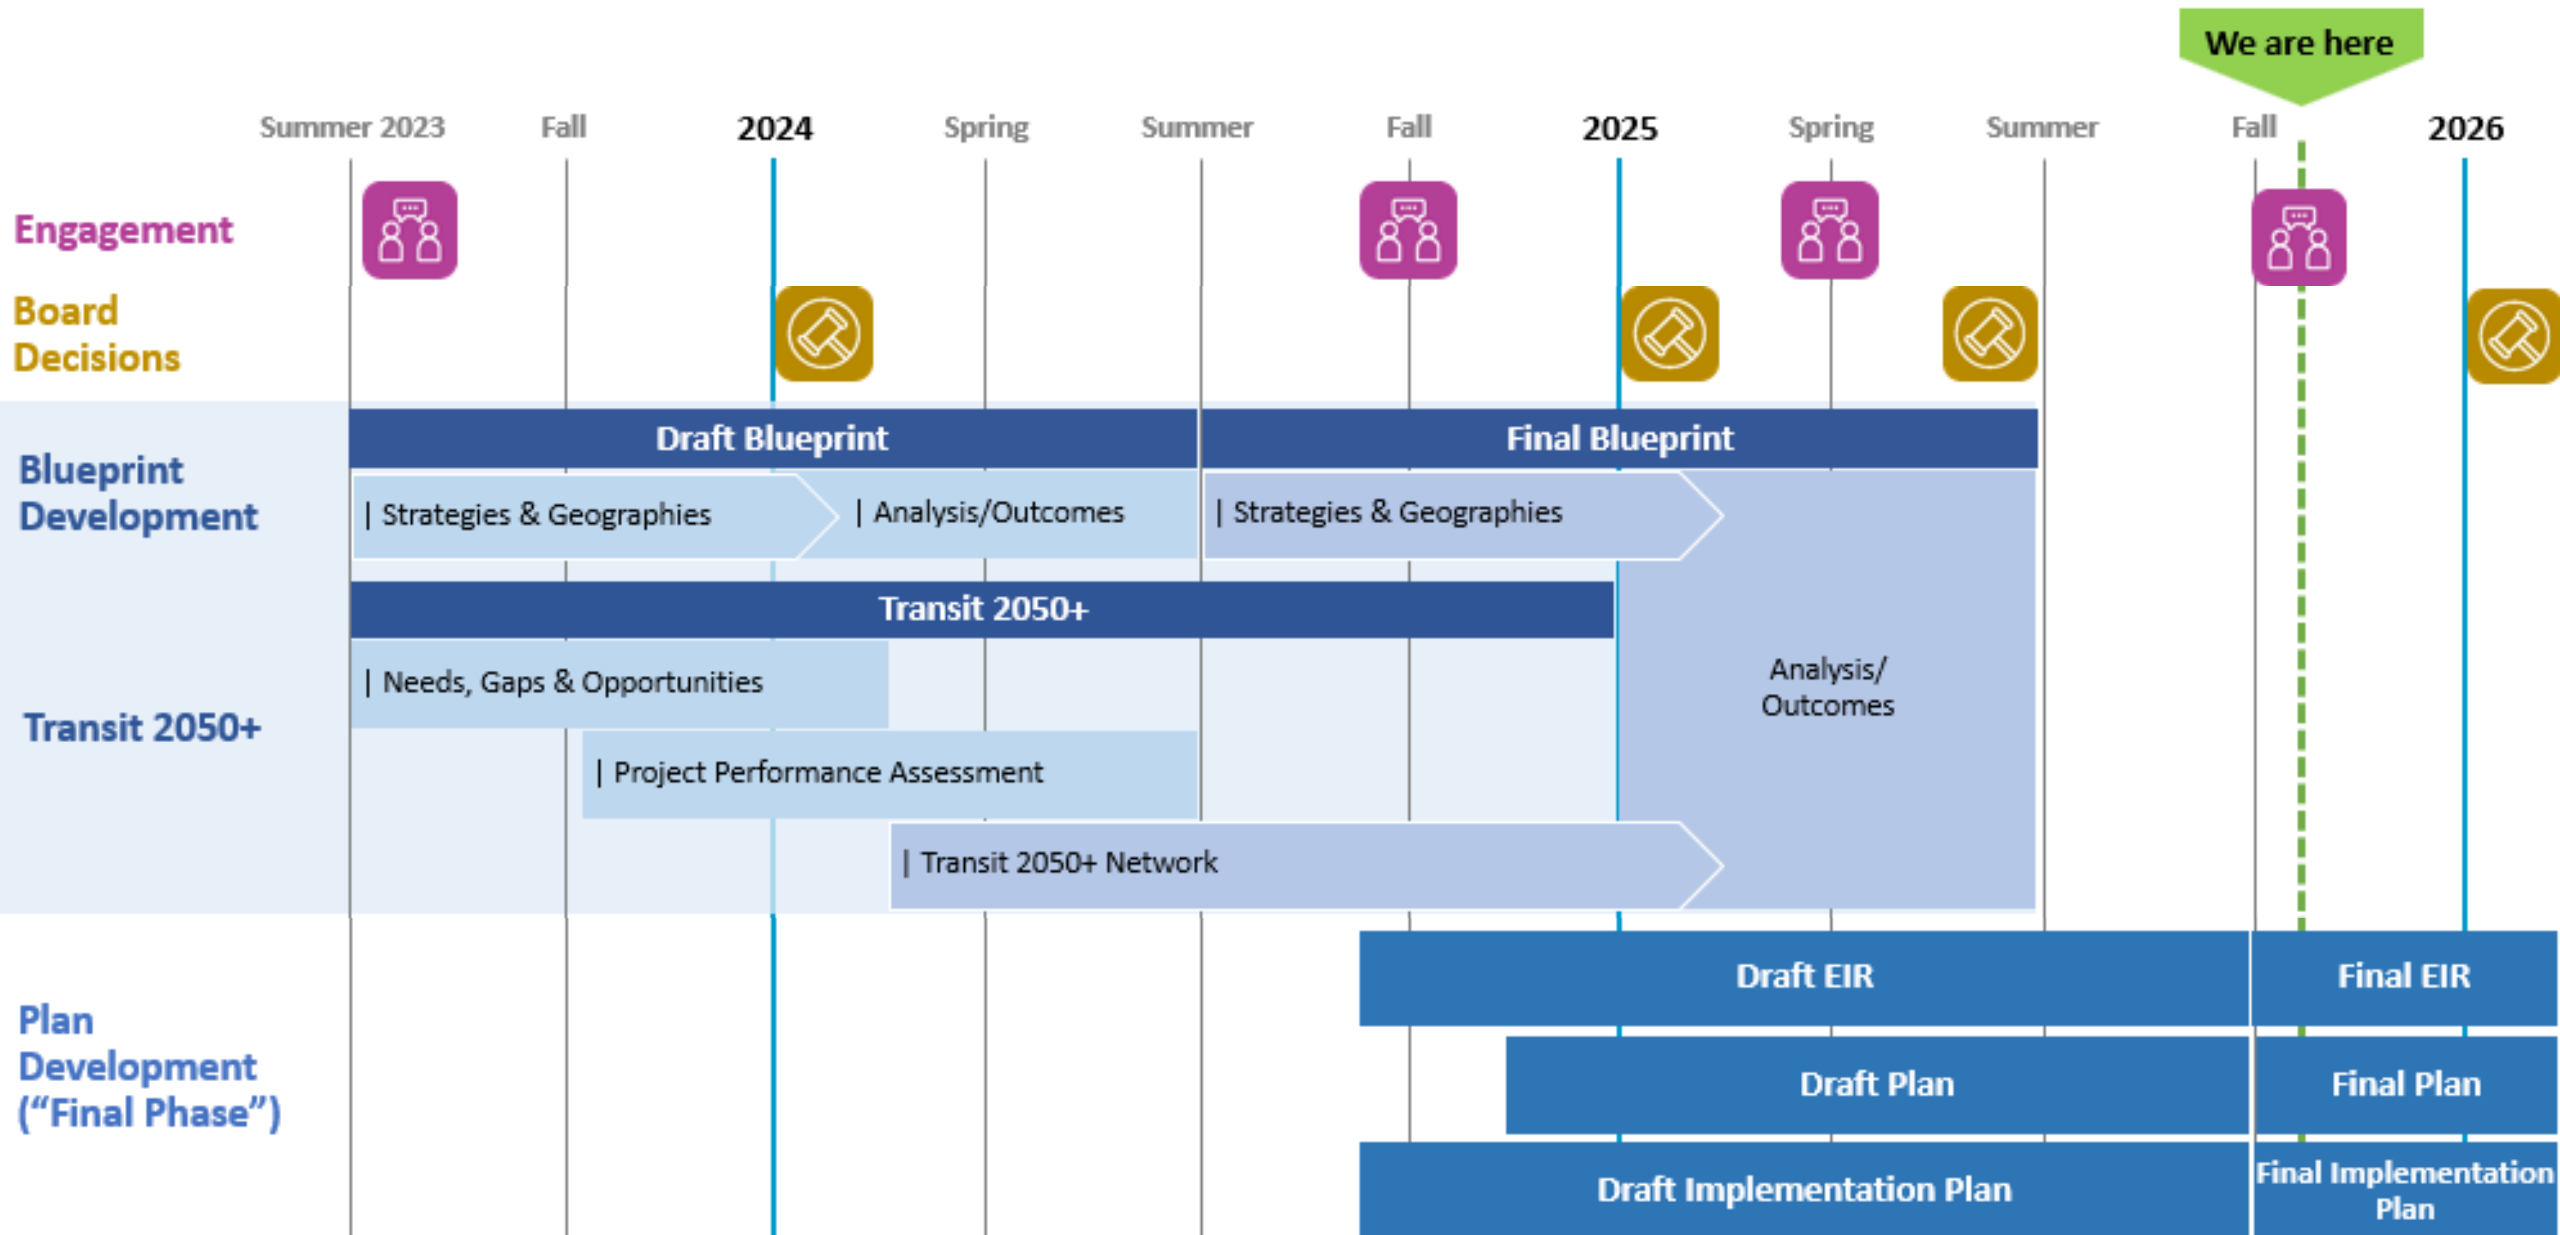 We are here
Summer 2023 Fall 2024 Spring Summer Fall 2025 Spring Summer Fall 2026
Engagement
Board
Decisions
Blueprint
Development
Draft Blueprint
Final Blueprint
| Strategies & Geographies
| Analysis/Outcomes
| Strategies & Geographies
Transit 2050+
Transit 2050+
| Needs, Gaps & Opportunities
| Project Performance Assessment
| Transit 2050+ Network
Analysis/
Outcomes
Plan
Development
(“Final Phase”)
Draft EIR
Final EIR
Draft Plan
Final Plan
Draft Implementation Plan
Final Implementation
Plan